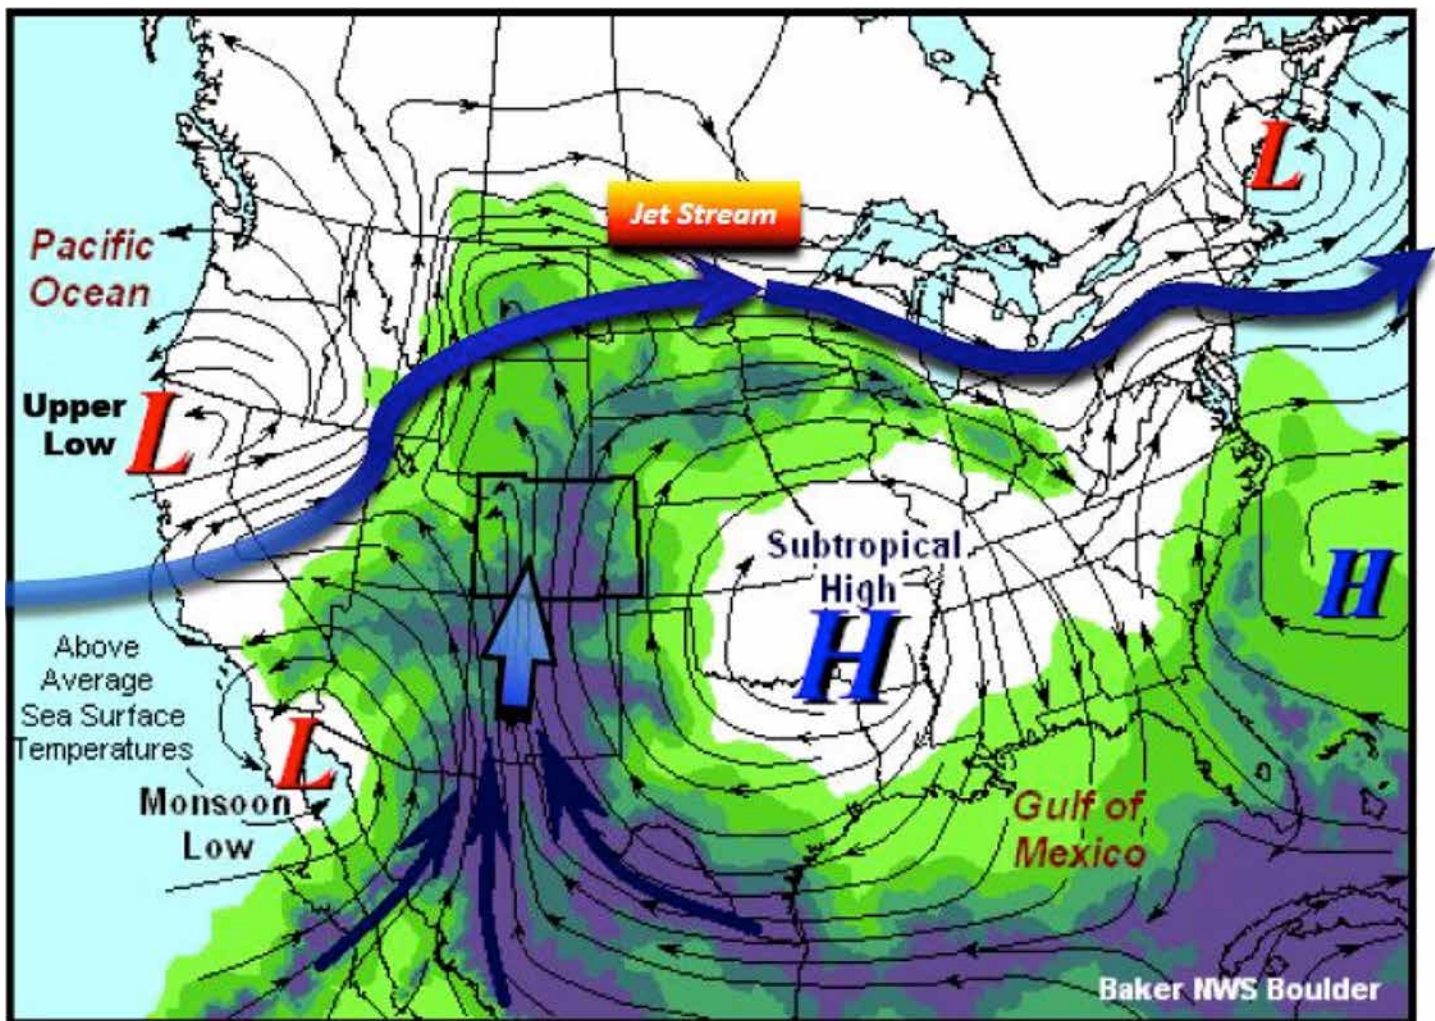 L
Jet Stream
Pacific
Ocean
Upper
Low
L
Subtropical
High
H
H
Above
Average
Sea Surface
Temperatures
L
Monsoon
Low
Gulf of
Mexico
Baker NWS Boulder